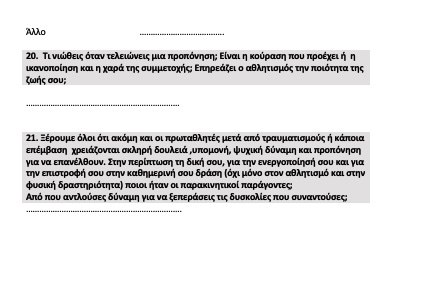 Άλλο ......................................
20. Τι νιώθεις όταν τελειώνεις μια προπόνηση; Είναι η κούραση που προέχει ή η
ικανοποίηση και η χαρά της συμμετοχής; Επηρεάζει ο αθλητισμός την ποιότητα της
ζωής σου;
.....................................................................
21. Ξέρουμε όλοι ότι ακόμη και οι πρωταθλητές μετά από τραυματισμούς ή κάποια
επέμβαση χρειάζονται σκληρή δουλειά ,υπομονή, ψυχική δύναμη και προπόνηση
για να επανέλθουν. Στην περίπτωση τη δική σου, για την ενεργοποίησή σου και για
την επιστροφή σου στην καθημερινή σου δράση (όχι μόνο στον αθλητισμό και στην
φυσική δραστηριότητα) ποιοι ήταν οι παρακινητικοί παράγοντες;
Από που αντλούσες δύναμη για να ξεπεράσεις τις δυσκολίες που συναντούσες;
......................................................................